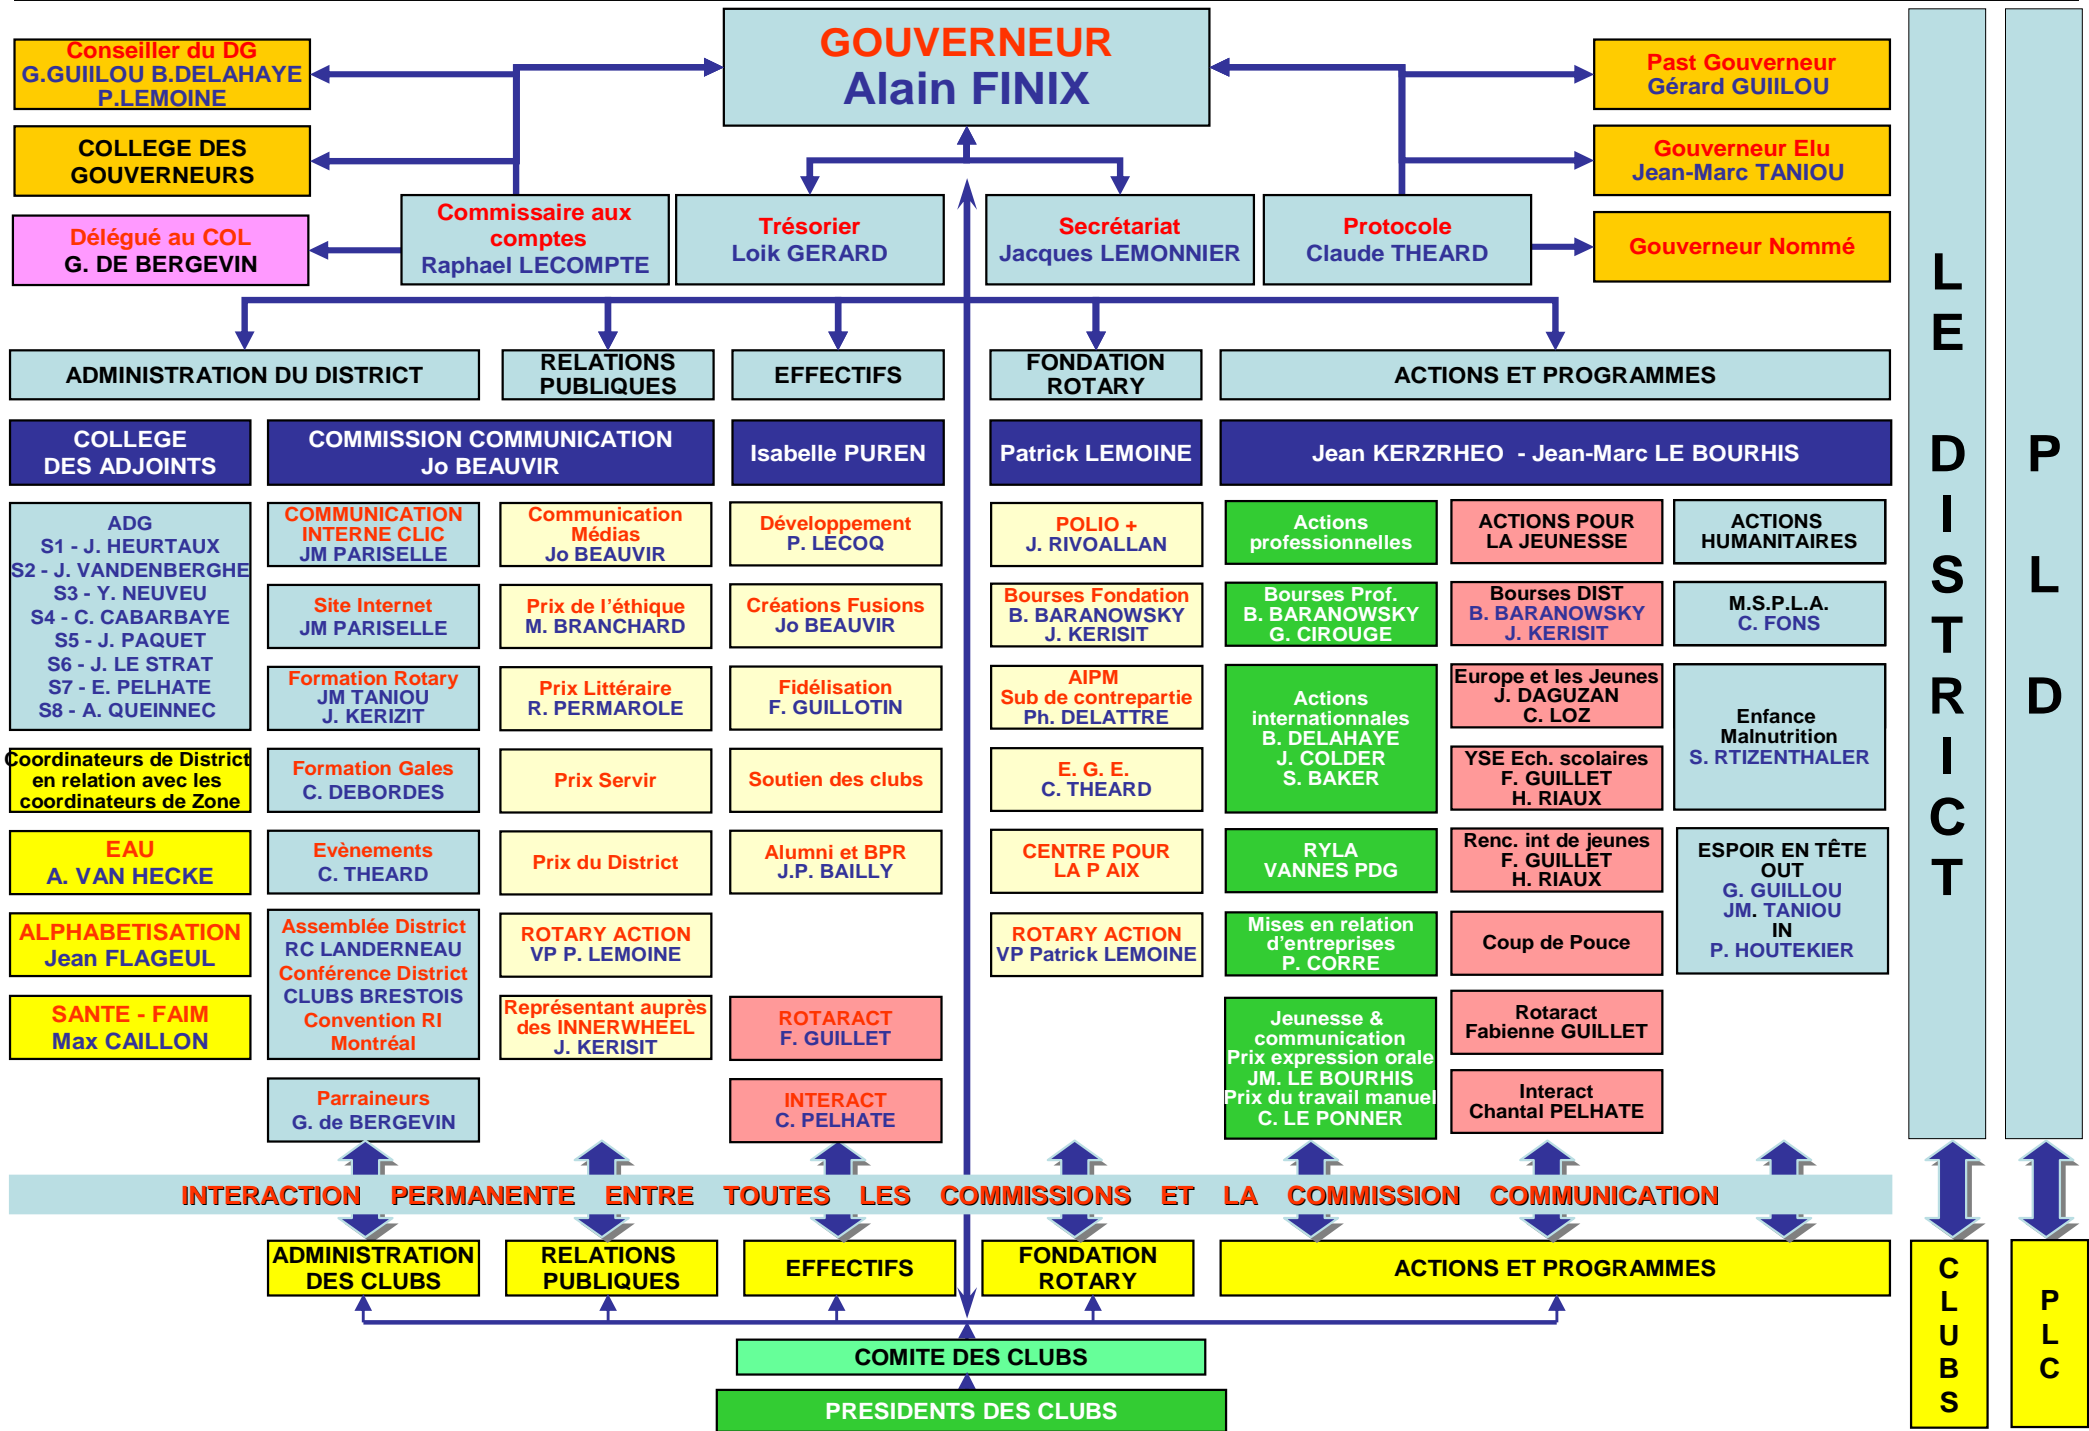 GOUVERNEUR
Alain FINIX
Conseiller du DG
G.GUIILOU B.DELAHAYE
P.LEMOINE
COLLEGE DES
GOUVERNEURS
Délégué au COL
G. DE BERGEVIN
Past Gouverneur
Gérard GUIILOU
Gouverneur Elu
Jean-Marc TANIOU
Gouverneur Nommé
Commissaire aux
comptes
Raphael LECOMPTE
Trésorier
Loik GERARD
Secrétariat
Jacques LEMONNIER
Protocole
Claude THEARD
ADMINISTRATION DU DISTRICT
RELATIONS
PUBLIQUES
EFFECTIFS
FONDATION
ROTARY
ACTIONS ET PROGRAMMES
COLLEGE
DES ADJOINTS
COMMISSION COMMUNICATION
Jo BEAUVIR
Isabelle PUREN
Patrick LEMOINE
Jean KERZRHEO - Jean-Marc LE BOURHIS
ADG
S1 - J. HEURTAUX
S2 - J. VANDENBERGHE
S3 - Y. NEUVEU
S4 - C. CABARBAYE
S5 - J. PAQUET
S6 - J. LE STRAT
S7 - E. PELHATE
S8 - A. QUEINNEC
Coordinateurs de District
en relation avec les
coordinateurs de Zone
EAU
A. VAN HECKE
ALPHABETISATION
Jean FLAGEUL
SANTE - FAIM
Max CAILLON
COMMUNICATION
INTERNE CLIC
JM PARISELLE
Site Internet
JM PARISELLE
Formation Rotary
JM TANIOU
J. KERIZIT
Formation Gales
C. DEBORDES
Evènements
C. THEARD
Assemblée District
RC LANDERNEAU
Conférence District
CLUBS BRESTOIS
Convention RI
Montréal
Parraineurs
G. de BERGEVIN
Communication
Médias
Jo BEAUVIR
Prix de l'éthique
M. BRANCHARD
Prix Littéraire
R. PERMAROLE
Prix Servir
Prix du District
ROTARY ACTION
VP P. LEMOINE
Représentant auprès
des INNERWHEEL
J. KERISIT
Développement
P. LECOQ
Créations Fusions
Jo BEAUVIR
Fidélisation
F. GUILLOTIN
Soutien des clubs
Alumni et BPR
J.P. BAILLY
ROTARACT
F. GUILLET
INTERACT
C. PELHATE
POLIO +
J. RIVOALLAN
Bourses Fondation
B. BARANOWSKY
J. KERISIT
AIPM
Sub de contrepartie
Ph. DELATTRE
E. G. E.
C. THEARD
CENTRE POUR
LA P AIX
ROTARY ACTION
VP Patrick LEMOINE
Actions
professionnelles
Bourses Prof.
B. BARANOWSKY
G. CIROUGE
Actions
internationnales
B. DELAHAYE
J. COLDER
S. BAKER
RYLA
VANNES PDG
Mises en relation
d'entreprises
P. CORRE
Jeunesse &
communication
Prix expression orale
JM. LE BOURHIS
Prix du travail manuel
C. LE PONNER
ACTIONS POUR
LA JEUNESSE
Bourses DIST
B. BARANOWSKY
J. KERISIT
Europe et les Jeunes
J. DAGUZAN
C. LOZ
YSE Ech. scolaires
F. GUILLET
H. RIAUX
Renc. int de jeunes
F. GUILLET
H. RIAUX
Coup de Pouce
Rotaract
Fabienne GUILLET
Interact
Chantal PELHATE
ACTIONS
HUMANITAIRES
M.S.P.L.A.
C. FONS
Enfance
Malnutrition
S. RTIZENTHALER
ESPOIR EN TÊTE
OUT
G. GUILLOU
JM. TANIOU
IN
P. HOUTEKIER
INTERACTION PERMANENTE ENTRE TOUTES LES COMMISSIONS ET LA COMMISSION COMMUNICATION
ADMINISTRATION
DES CLUBS
RELATIONS
PUBLIQUES
EFFECTIFS
FONDATION
ROTARY
ACTIONS ET PROGRAMMES
COMITE DES CLUBS
PRESIDENTS DES CLUBS
LE DISTRICT
PLD
CLUBS
PLC